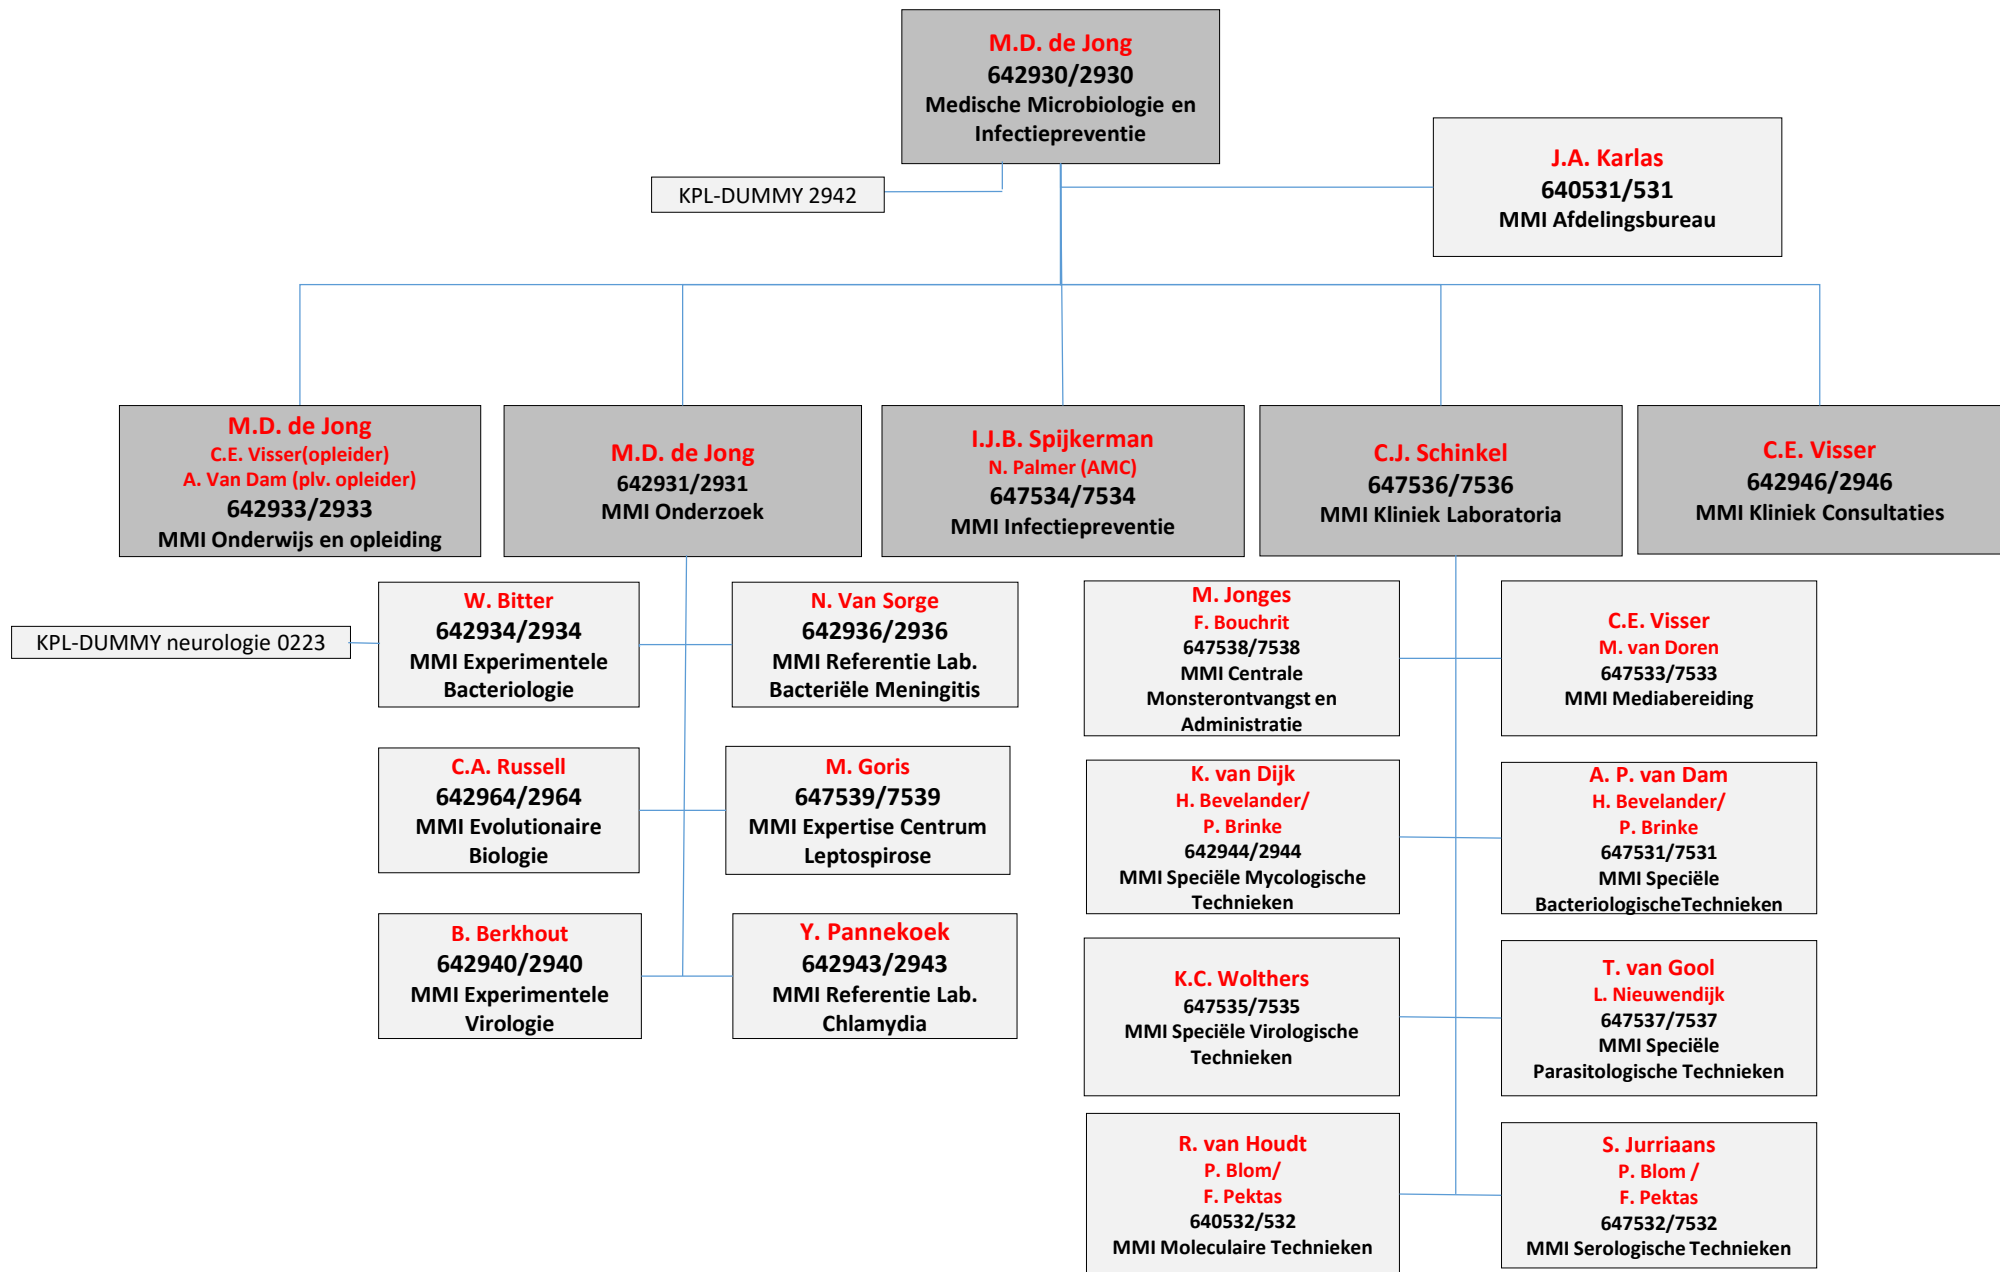 M.D. de Jong
642930/2930
Medische Microbiologie en
Infectiepreventie
J.A. Karlas
640531/531
MMI Afdelingsbureau
KPL-DUMMY 2942
M.D. de Jong
C.E. Visser(opleider)
A. Van Dam (plv. opleider)
642933/2933
MMI Onderwijs en opleiding
M.D. de Jong
642931/2931
MMI Onderzoek
I.J.B. Spijkerman
N. Palmer (AMC)
647534/7534
MMI Infectiepreventie
C.J. Schinkel
647536/7536
MMI Kliniek Laboratoria
C.E. Visser
642946/2946
MMI Kliniek Consultaties
KPL-DUMMY neurologie 0223
W. Bitter
642934/2934
MMI Experimentele
Bacteriologie
N. Van Sorge
642936/2936
MMI Referentie Lab.
Bacteriële Meningitis
C.A. Russell
642964/2964
MMI Evolutionaire
Biologie
M. Goris
647539/7539
MMI Expertise Centrum
Leptospirose
B. Berkhout
642940/2940
MMI Experimentele
Virologie
Y. Pannekoek
642943/2943
MMI Referentie Lab.
Chlamydia
M. Jonges
F. Bouchrit
647538/7538
MMI Centrale
Monsterontvangst en
Administratie
C.E. Visser
M. van Doren
647533/7533
MMI Mediabereiding
K. van Dijk
H. Bevelander/
P. Brinke
642944/2944
MMI Speciële Mycologische
Technieken
A. P. van Dam
H. Bevelander/
P. Brinke
647531/7531
MMI Speciële
BacteriologischeTechnieken
K.C. Wolthers
647535/7535
MMI Speciële Virologische
Technieken
T. van Gool
L. Nieuwendijk
647537/7537
MMI Speciële
Parasitologische Technieken
R. van Houdt
P. Blom/
F. Pektas
640532/532
MMI Moleculaire Technieken
S. Jurriaans
P. Blom /
F. Pektas
647532/7532
MMI Serologische Technieken